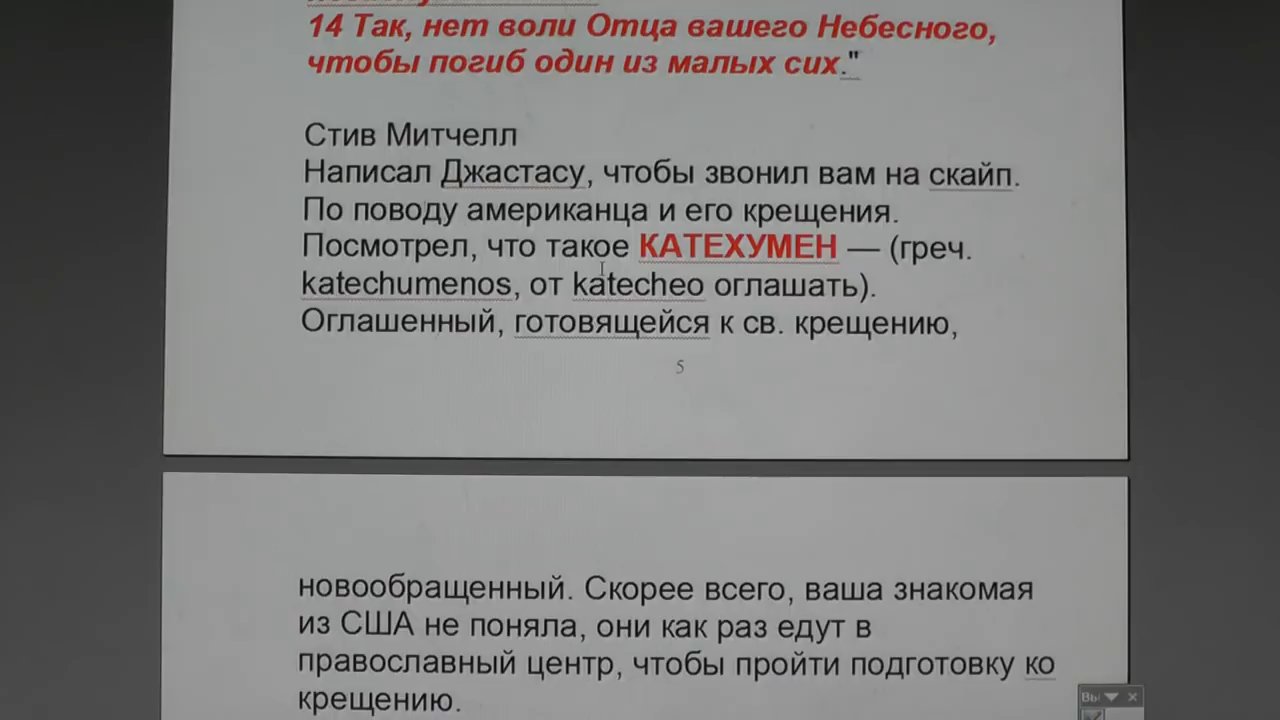 14 Так, нет воли Отца вашего Небесного,
чтобы погиб один из малых сих."
Стив Митчелл
Написал Джастасу, чтобы звонил вам на скайп.
По поводу американца и его крещения.
Посмотрел, что такое КАТЕХУМЕН — (греч.
katechumenos, от katecheo оглашать).
Оглашенный, готовящейся к св. крещению,
5
новообращенный. Скорее всего, ваша знакомая
из США не поняла, они как раз едут в
православный центр, чтобы пройти подготовку ко
крещению.
Вы